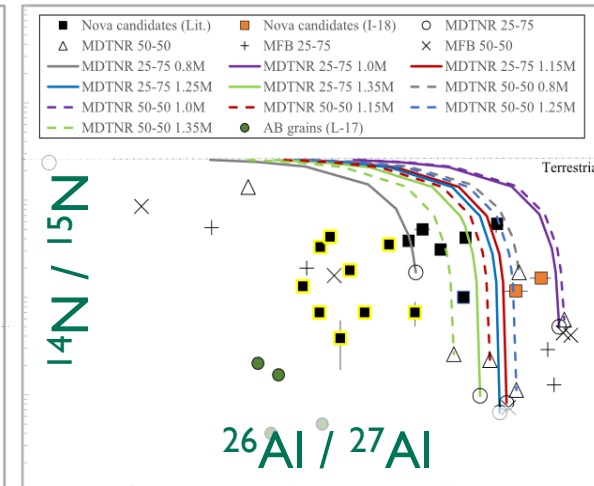 Nova candidates (Lit.) Nova candidates (I-18) MDTNR 25-75
MDTNR 50-50 MFB 25-75 MFB 50-50
MDTNR 25-75 0.8M MDTNR 25-75 1.0M MDTNR 25-75 1.15M
MDTNR 25-75 1.25M MDTNR 25-75 1.35M MDTNR 50-50 0.8M
MDTNR 50-50 1.0M MDTNR 50-50 1.15M MDTNR 50-50 1.25M
MDTNR 50-50 1.35M AB grains (L-17)
Terrestria
14N / 15N
26Al / 27Al